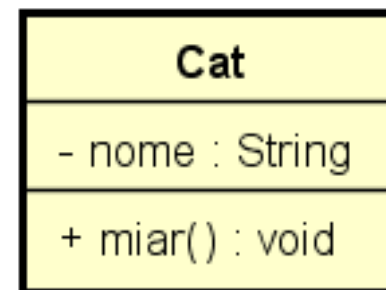 Cat
- nome : String
+ miar() : void